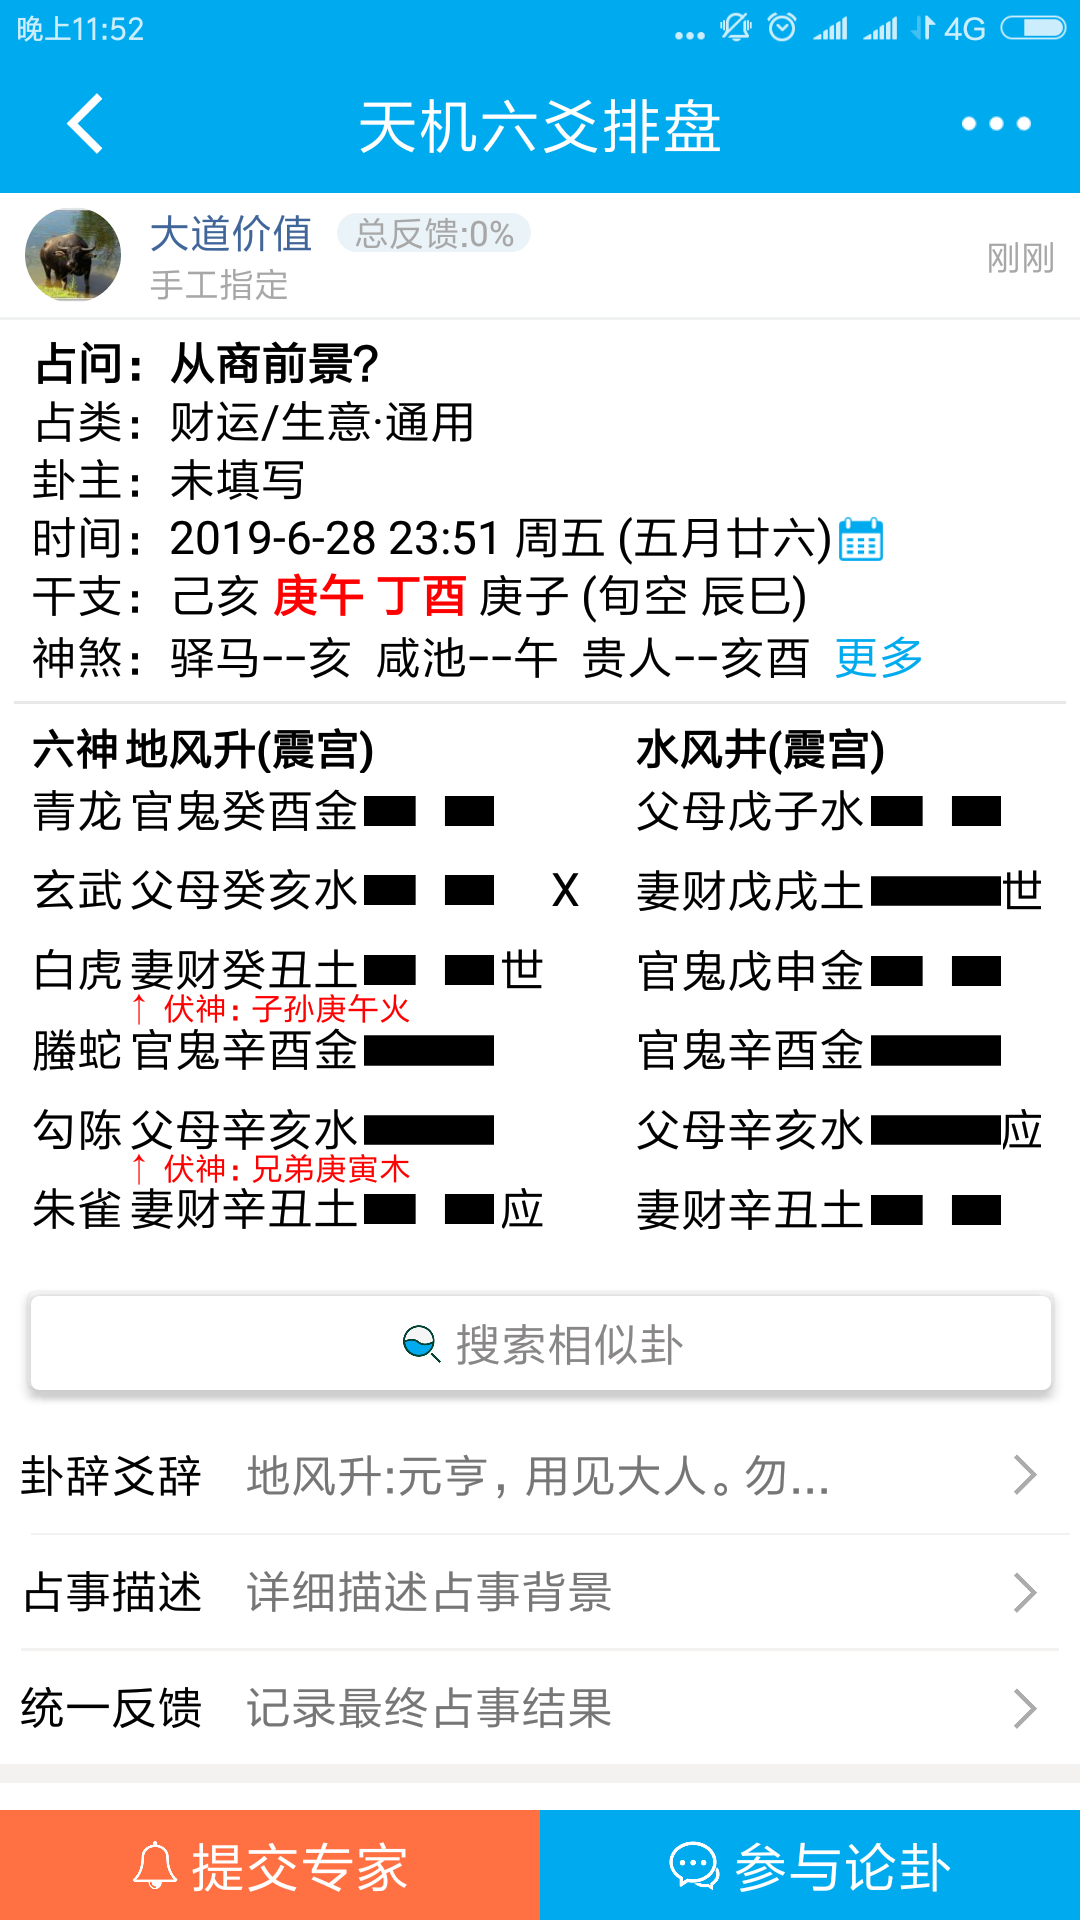 晚上11:52 ... 4G
天机六爻排盘
大道价值 总反馈:0%
手工指定
刚刚
占问：从商前景?
占类：财运/生意·通用
卦主：未填写
时间：2019-6-28 23:51 周五 (五月廿六)
干支：己亥 庚午 丁酉 庚子 (旬空 辰巳)
神煞：驿马--亥 咸池--午 贵人--亥酉 更多
六神 地风升(震宫) 水风井(震宫)
青龙 官鬼癸酉金 父母戊子水
玄武 父母癸亥水 X 妻财戊戌土 世
白虎 妻财癸丑土 世 官鬼戊申金
↑ 伏神: 子孙庚午火
螣蛇 官鬼辛酉金 官鬼辛酉金
勾陈 父母辛亥水 父母辛亥水 应
↑ 伏神: 兄弟庚寅木
朱雀 妻财辛丑土 应 妻财辛丑土
搜索相似卦
卦辞爻辞 地风升:元亨，用见大人。勿...
占事描述 详细描述占事背景
统一反馈 记录最终占事结果
提交专家 参与论卦